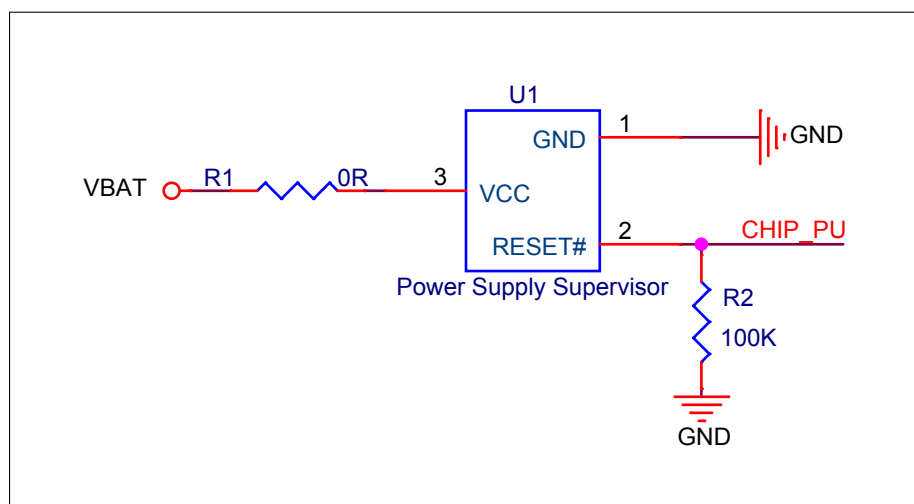 U1
1
GND
GND
VBAT
R1
0R
3
VCC
2
CHIP_PU
RESET#
Power Supply Supervisor
R2
100K
GND